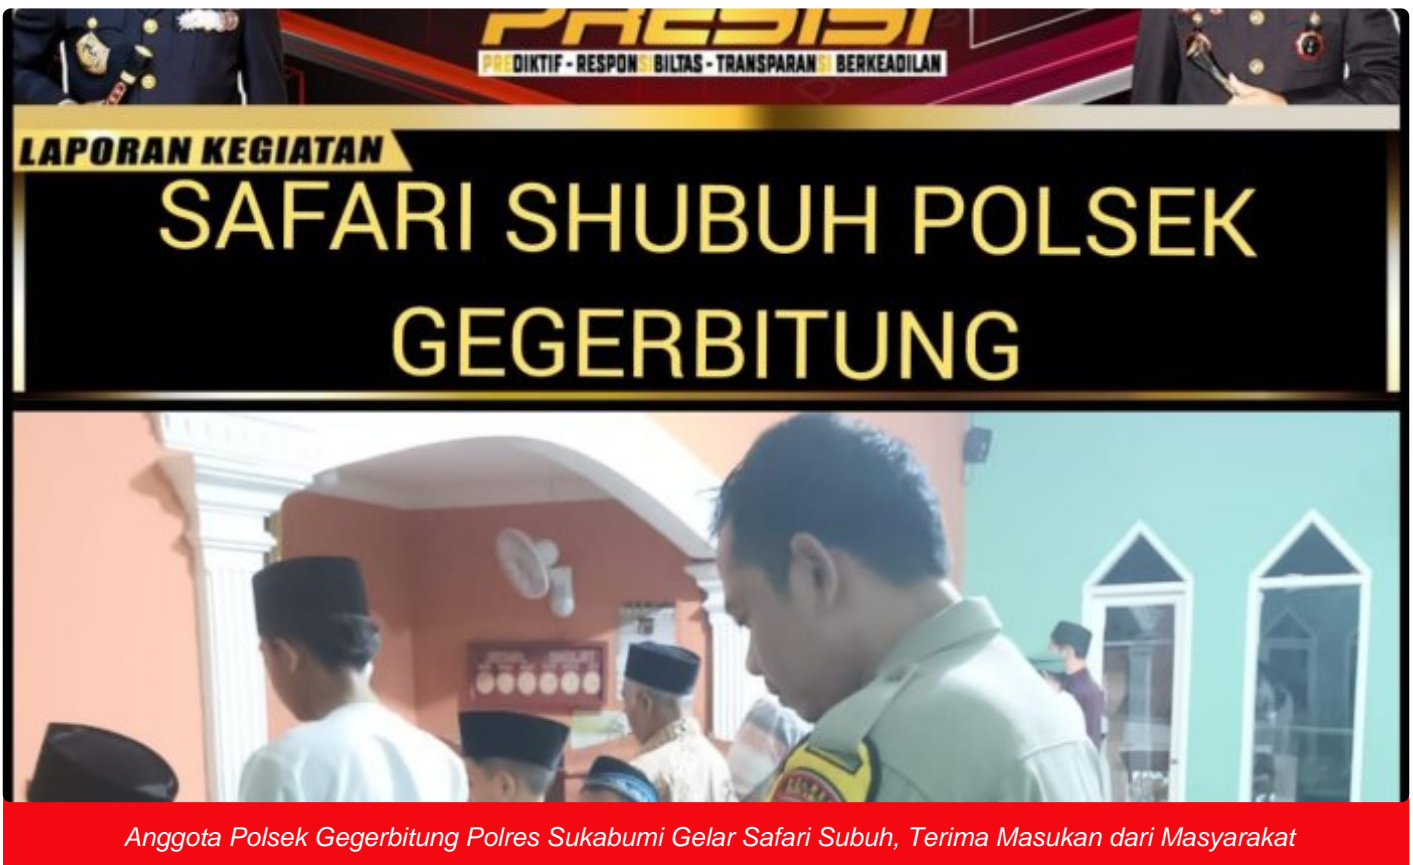 PRESISI
PREDIKTIF - RESPONSIBILTAS - TRANSPARANSI BERKEADILAN
LAPORAN KEGIATAN
SAFARI SHUBUH POLSEK
GEGERBITUNG
Anggota Polsek Gegerbitung Polres Sukabumi Gelar Safari Subuh, Terima Masukan dari Masyarakat